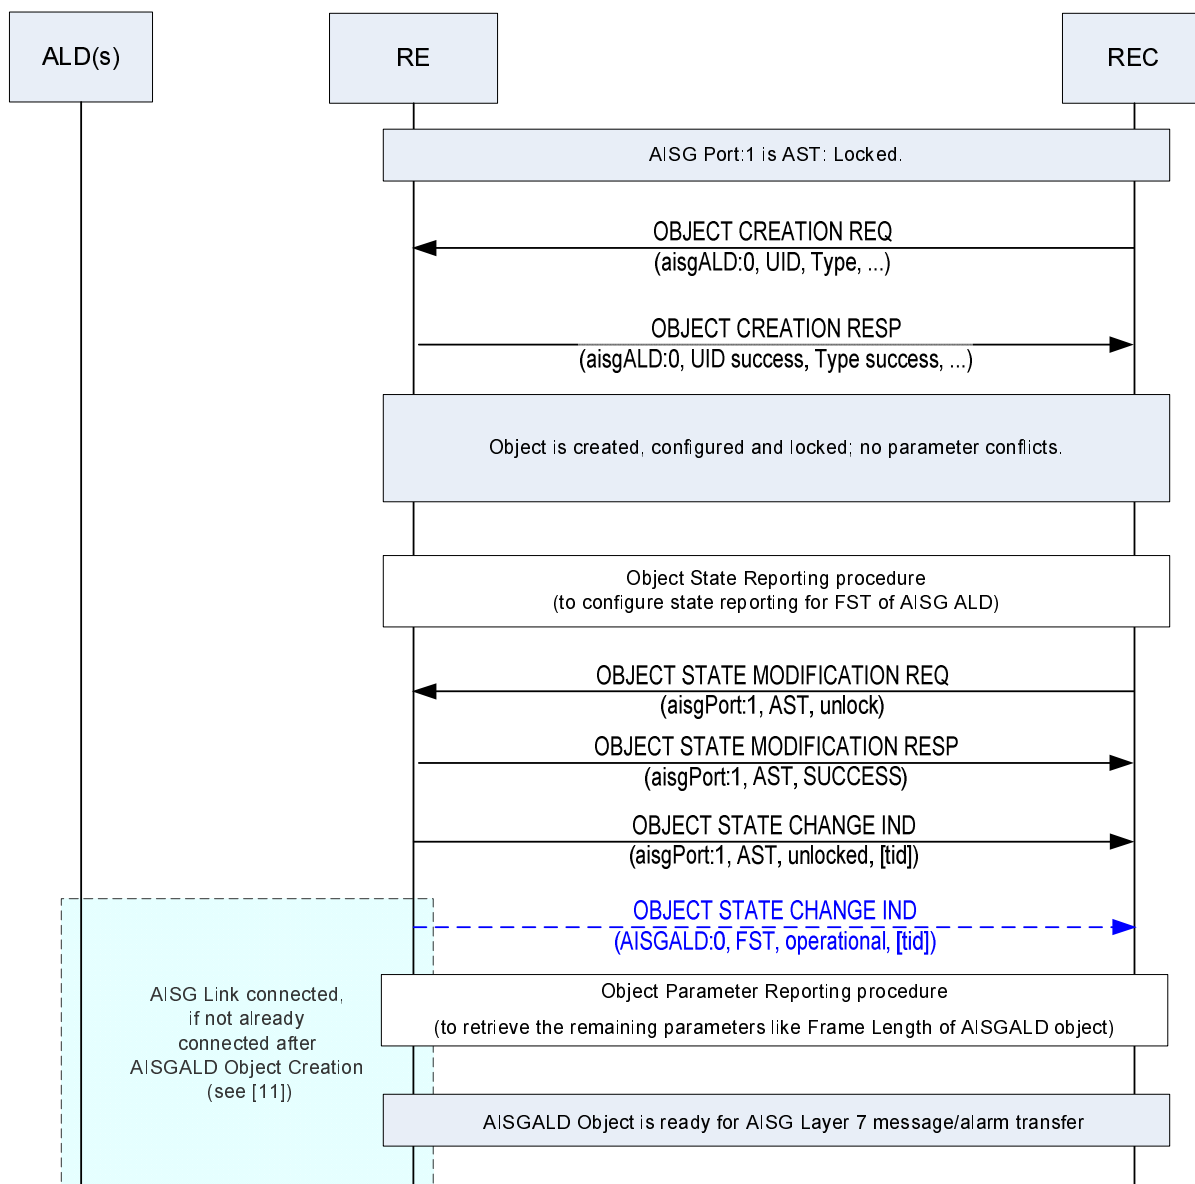 ALD(s)
RE
REC
AISG Port:1 is AST: Locked.
OBJECT CREATION REQ
(aisgALD:0, UID, Type, ...)
OBJECT CREATION RESP
(aisgALD:0, UID success, Type success, ...)
Object is created, configured and locked; no parameter conflicts.
Object State Reporting procedure
(to configure state reporting for FST of AISG ALD)
OBJECT STATE MODIFICATION REQ
(aisgPort:1, AST, unlock)
OBJECT STATE MODIFICATION RESP
(aisgPort:1, AST, SUCCESS)
OBJECT STATE CHANGE IND
(aisgPort:1, AST, unlocked, [tid])
OBJECT STATE CHANGE IND
(AISGALD:0, FST, operational, [tid])
AISG Link connected,
if not already
connected after
AISGALD Object Creation
(see [11])
Object Parameter Reporting procedure
(to retrieve the remaining parameters like Frame Length of AISGALD object)
AISGALD Object is ready for AISG Layer 7 message/alarm transfer